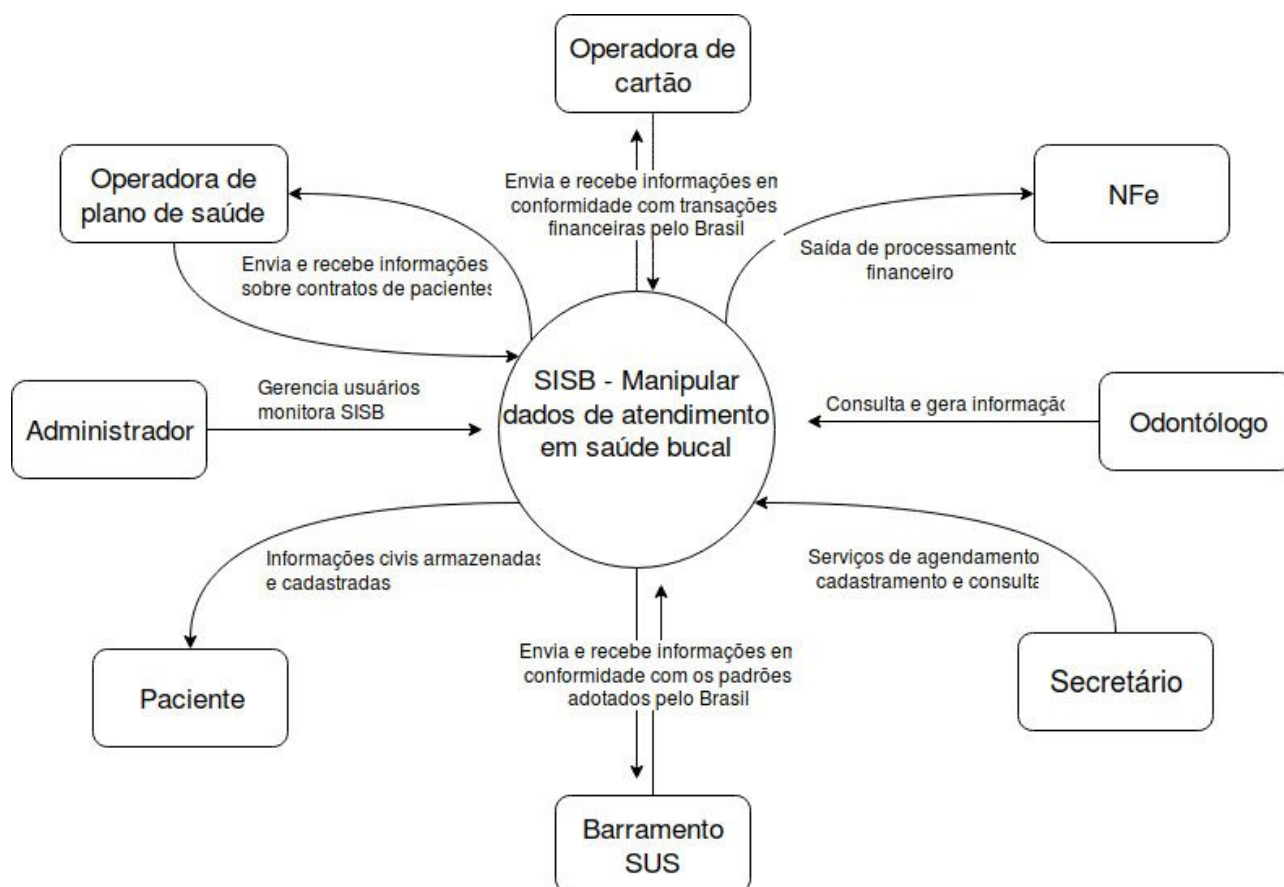 Operadora de
cartão
Operadora de
plano de saúde
Envia e recebe informações em
conformidade com transações
financeiras pelo Brasil
NFe
Saída de processamento
financeiro
Envia e recebe informações
sobre contratos de pacientes
SISB - Manipular
dados de atendimento
em saúde bucal
Gerencia usuários
monitora SISB
Administrador
Consulta e gera informação
Odontólogo
Informações civis armazenadas
e cadastradas
Serviços de agendamento,
cadastramento e consulta
Paciente
Envia e recebe informações em
conformidade com os padrões
adotados pelo Brasil
Secretário
Barramento
SUS